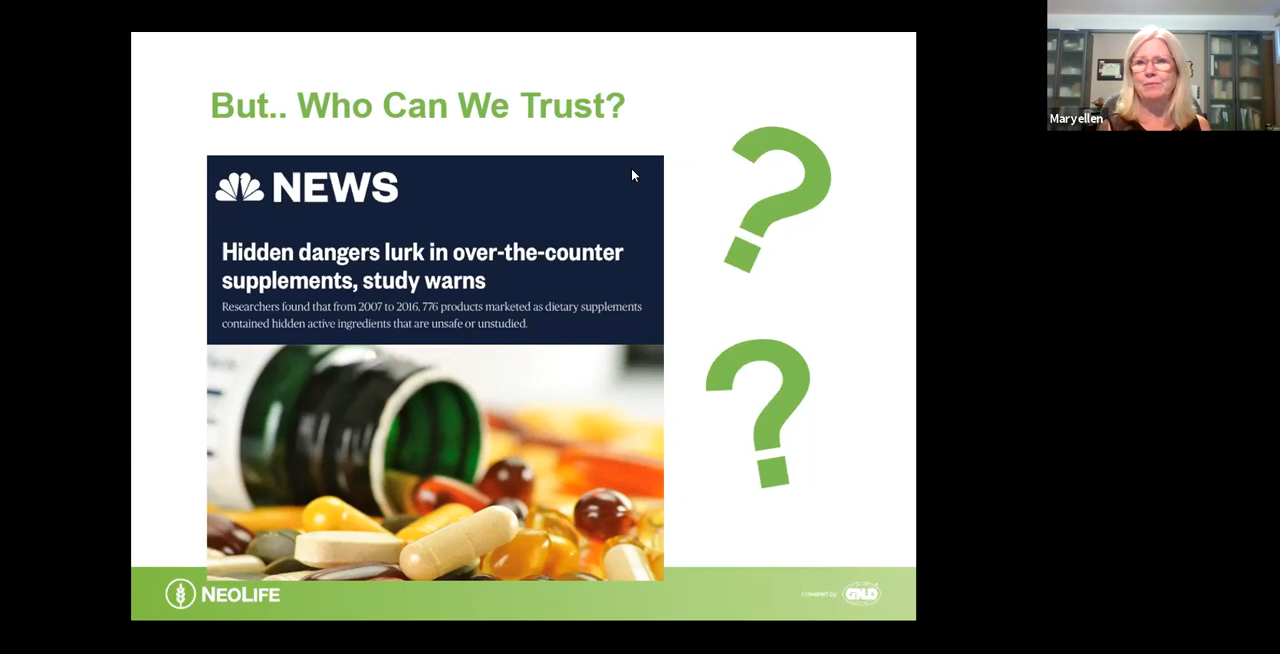 But.. Who Can We Trust?
NEWS
Hidden dangers lurk in over-the-counter
supplements, study warns
Researchers found that from 2007 to 2016, 776 products marketed as dietary supplements
contained hidden active ingredients that are unsafe or unstudied.
?
?
NEOLIFE
GNLD
Maryellen